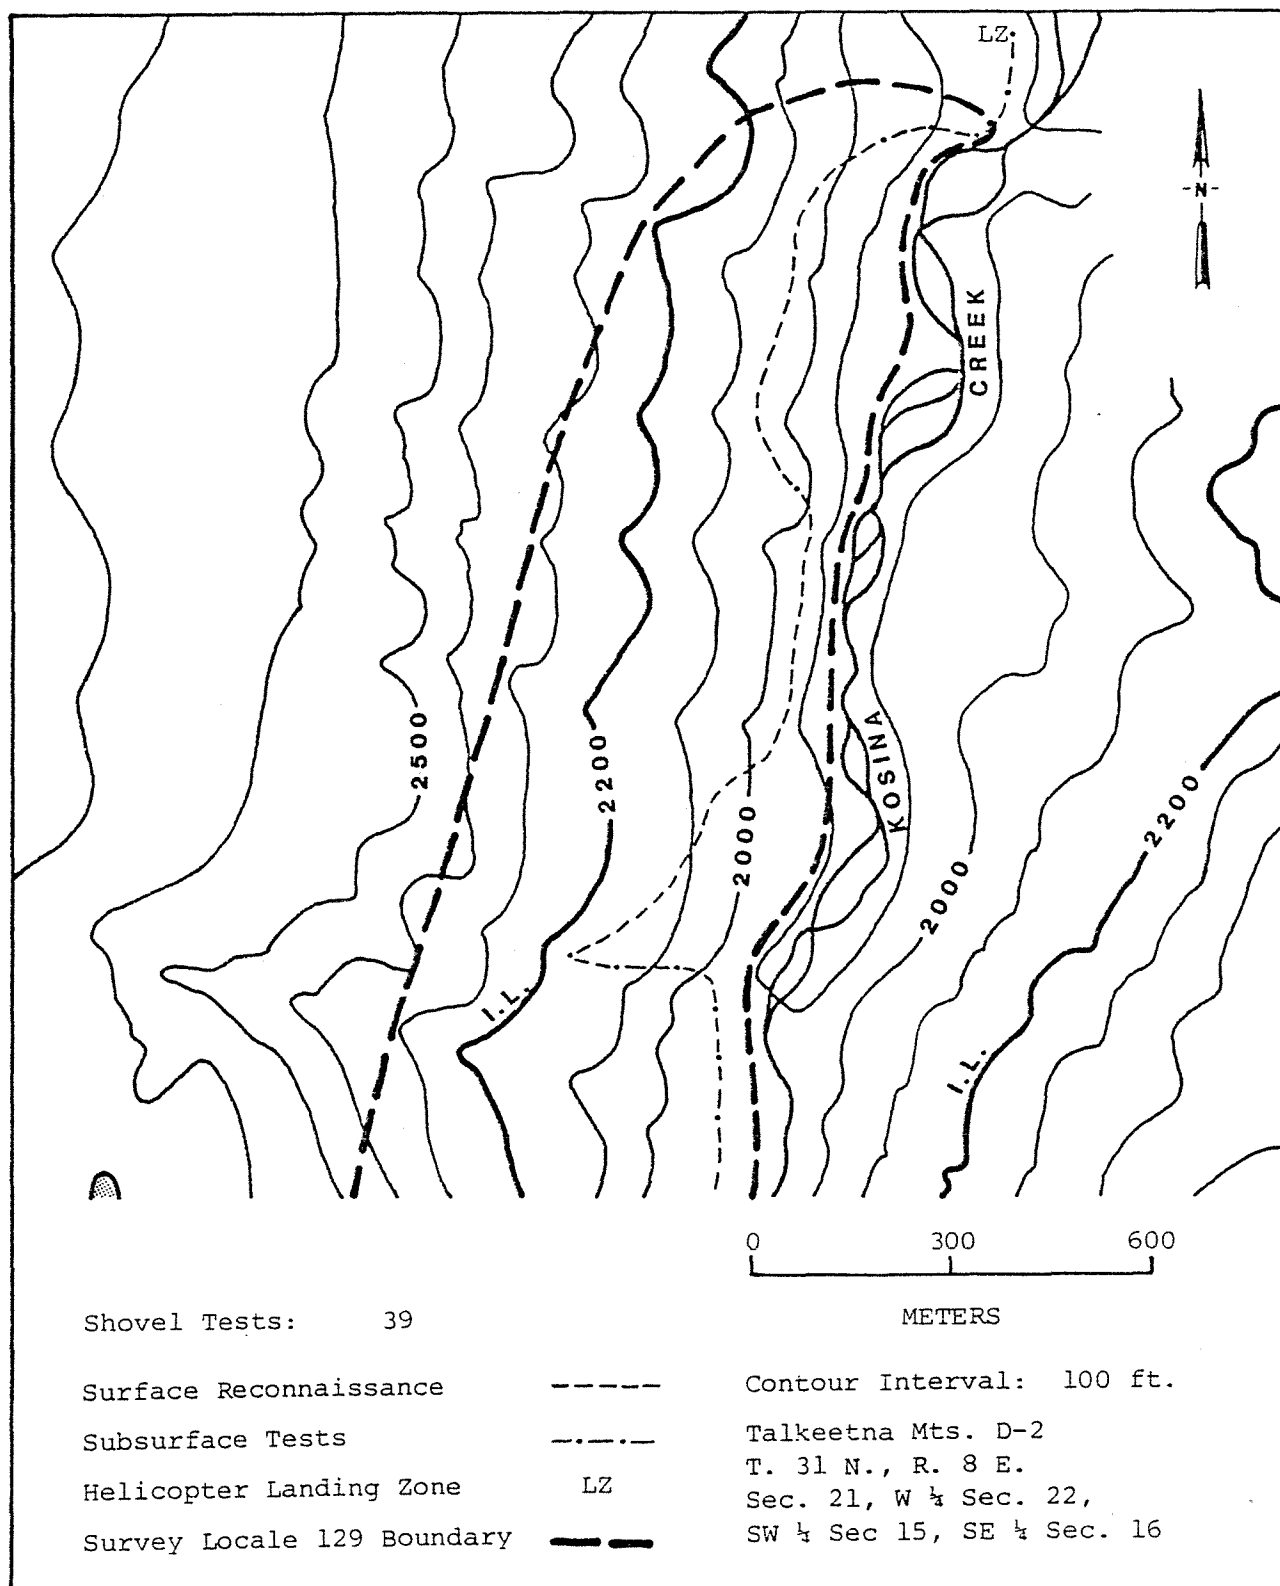 LZ
-N-
CREEK
2500
2200
2000
KOSINA
2200
2000
I.L.
I.L.
0 300 600
METERS
Shovel Tests: 39
Surface Reconnaissance
Subsurface Tests
Helicopter Landing Zone LZ
Survey Locale 129 Boundary
Contour Interval: 100 ft.
Talkeetna Mts. D-2
T. 31 N., R. 8 E.
Sec. 21, W ¼ Sec. 22,
SW ¼ Sec 15, SE ¼ Sec. 16